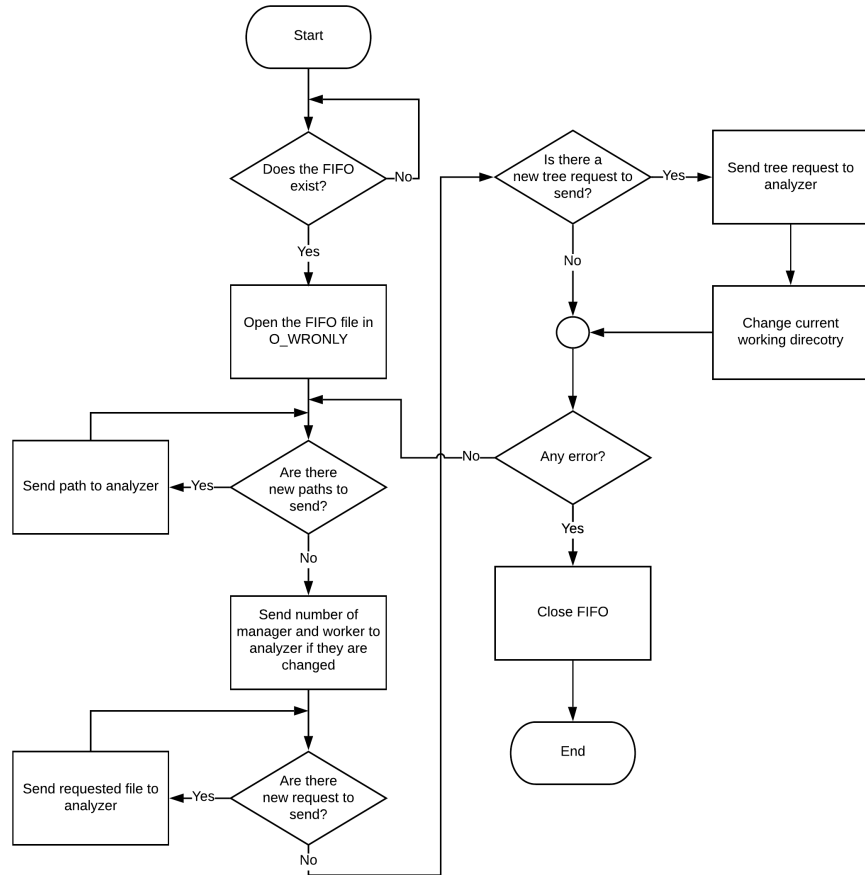 Start
Does the FIFO
exist?
No
Yes
Open the FIFO file in
O_WRONLY
Are there
new paths to
send?
Yes
Send path to analyzer
No
Send number of
manager and worker to
analyzer if they are
changed
Are there
new request to
send?
Yes
Send requested file to
analyzer
No
Is there a
new tree request to
send?
Yes
Send tree request to
analyzer
Change current
working direcotry
No
Any error?
No
Yes
Close FIFO
End